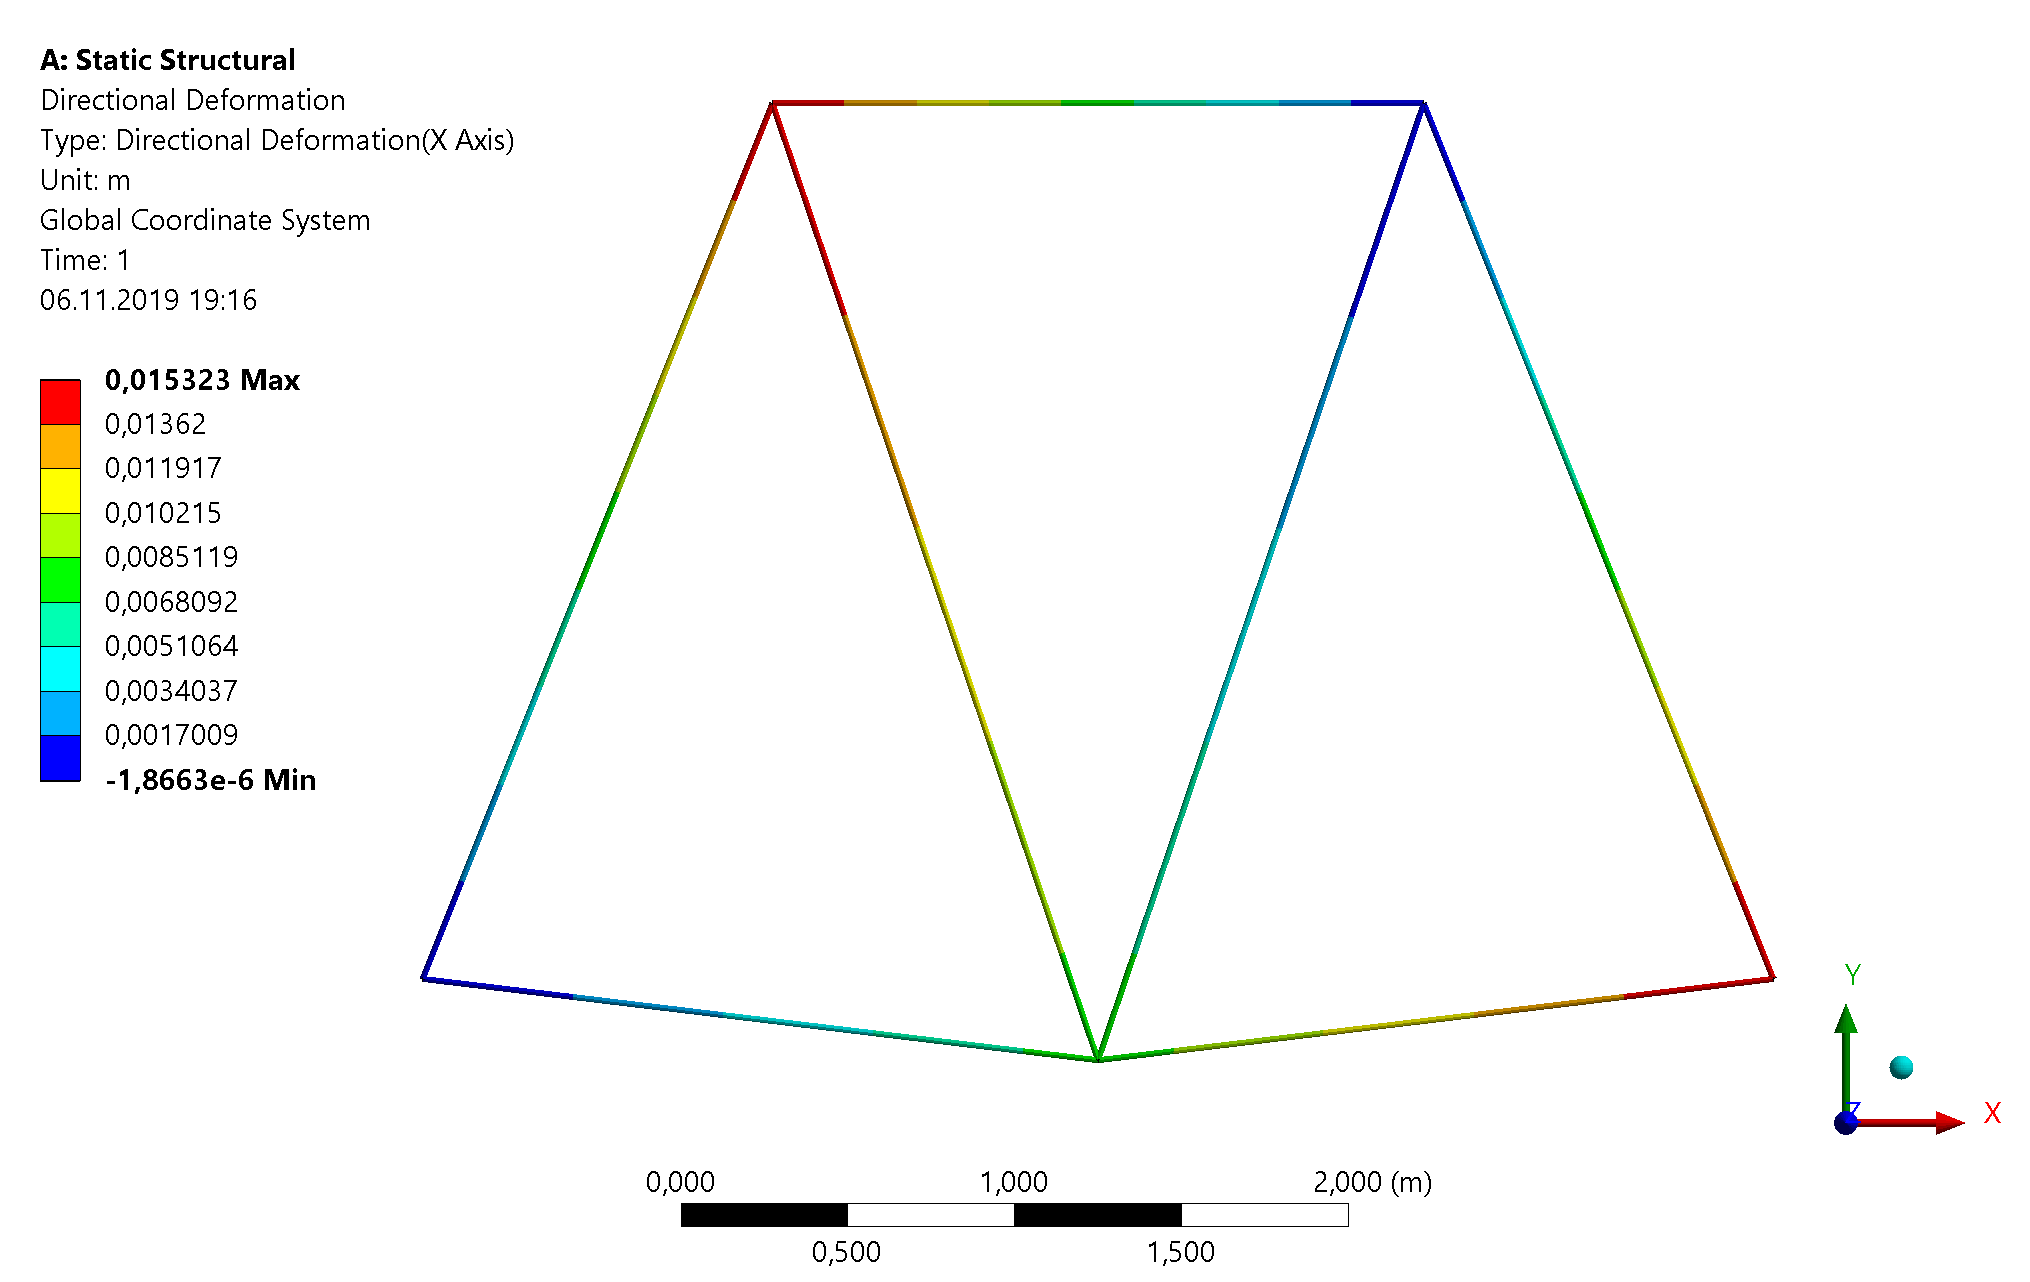 A: Static Structural
Directional Deformation
Type: Directional Deformation(X Axis)
Unit: m
Global Coordinate System
Time: 1
06.11.2019 19:16
0,015323 Max
0,01362
0,011917
0,010215
0,0085119
0,0068092
0,0051064
0,0034037
0,0017009
-1,8663e-6 Min
Y
Z
X
0,000 1,000 2,000 (m)
0,500 1,500